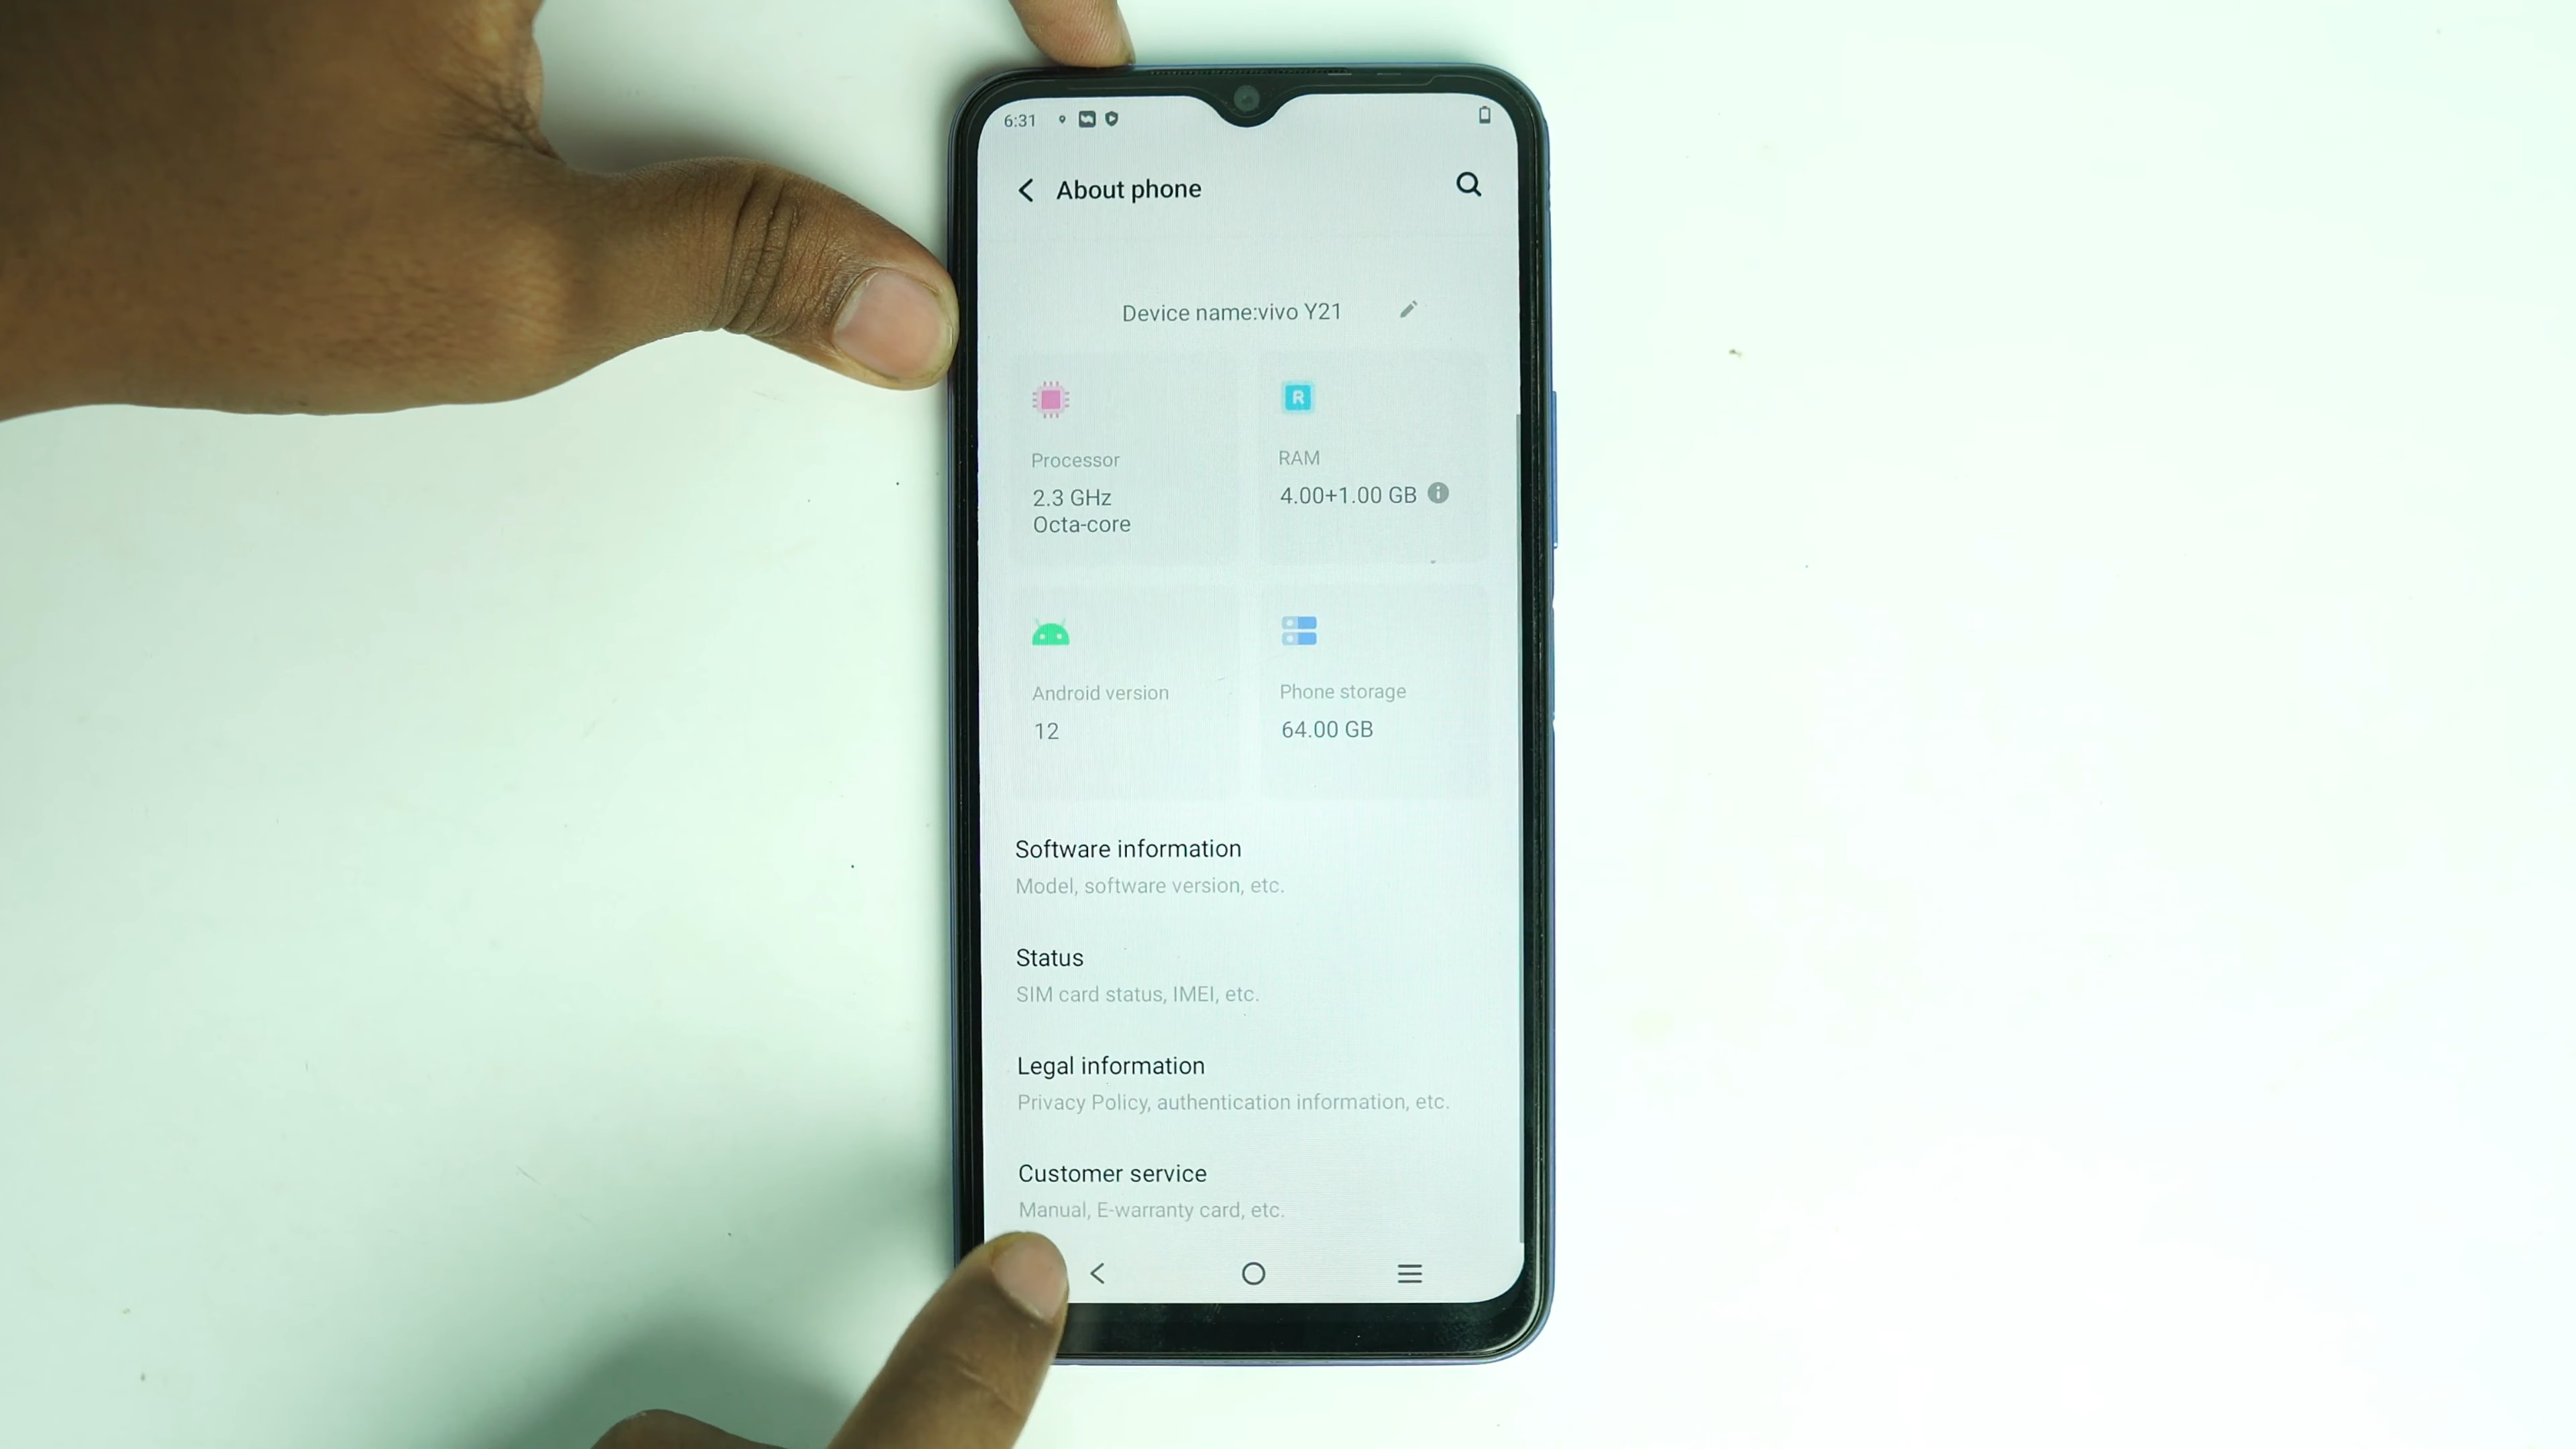 6:31
About phone
Device name:vivo Y21
R
Processor
2.3 GHz
Octa-core
RAM
4.00+1.00 GB
Android version
12
Phone storage
64.00 GB
Software information
Model, software version, etc.
Status
SIM card status, IMEI, etc.
Legal information
Privacy Policy, authentication information, etc.
Customer service
Manual, E-warranty card, etc.